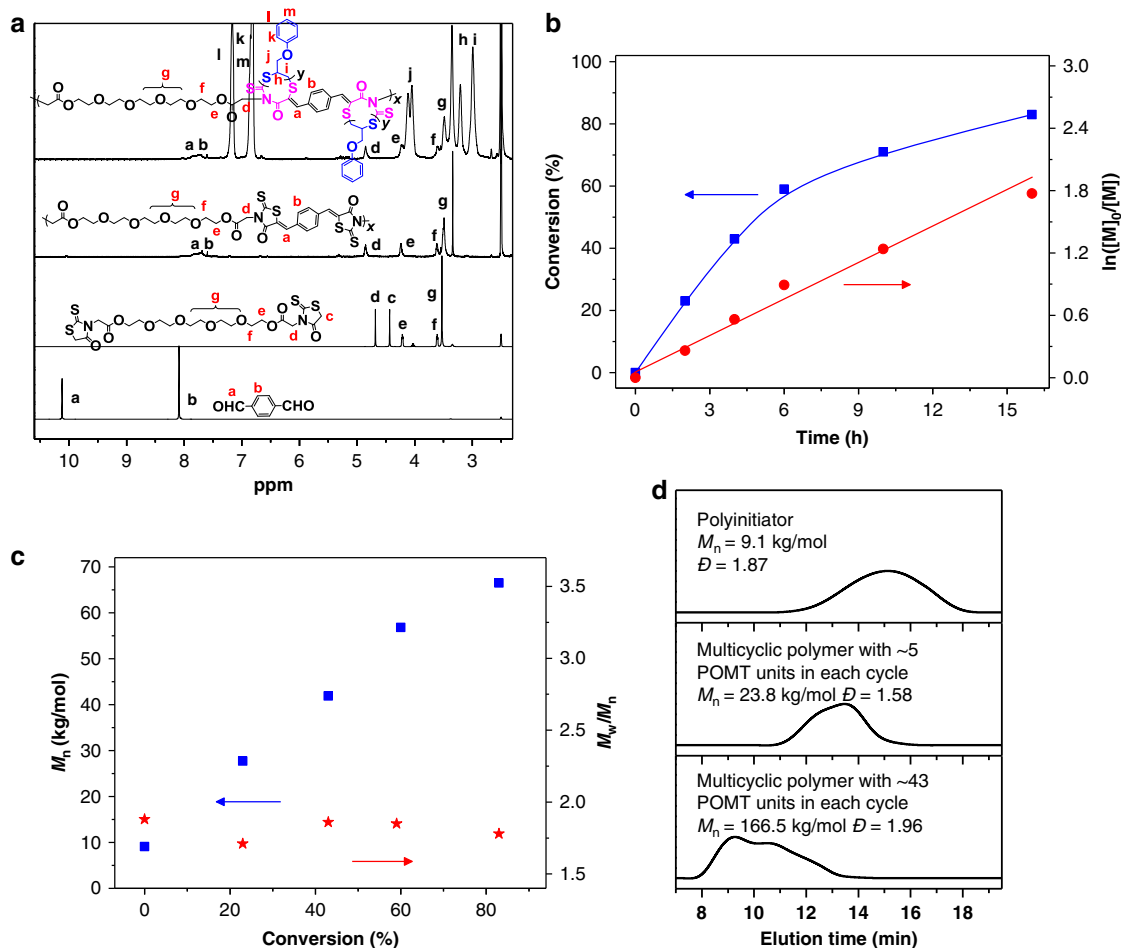 a
l
m
k
O
j
i
S
h
y
l
k
m
g
f
e
d
a
b
x
y
j
h
i
g
e
f
d
a
b
g
f
e
d
b
a
x
a
b
d
e
f
g
g
e
f
d
c
d
c
e
f
g
a
b
OHC
CHO
a
b
10 9 8 7 6 5 4 3
ppm
b
Conversion (%)
100
80
60
40
20
0
3.0
2.4
1.8
1.2
0.6
0.0
ln([M]₀/[M])
0 3 6 9 12 15
Time (h)
c
Mₙ (kg/mol)
70
60
50
40
30
20
10
0
3.5
3.0
2.5
2.0
1.5
M_w/Mₙ
0 20 40 60 80
Conversion (%)
d
Polyinitiator
Mₙ = 9.1 kg/mol
Đ = 1.87
Multicyclic polymer with ~5
POMT units in each cycle
Mₙ = 23.8 kg/mol Đ = 1.58
Multicyclic polymer with ~43
POMT units in each cycle
Mₙ = 166.5 kg/mol Đ = 1.96
8 10 12 14 16 18
Elution time (min)